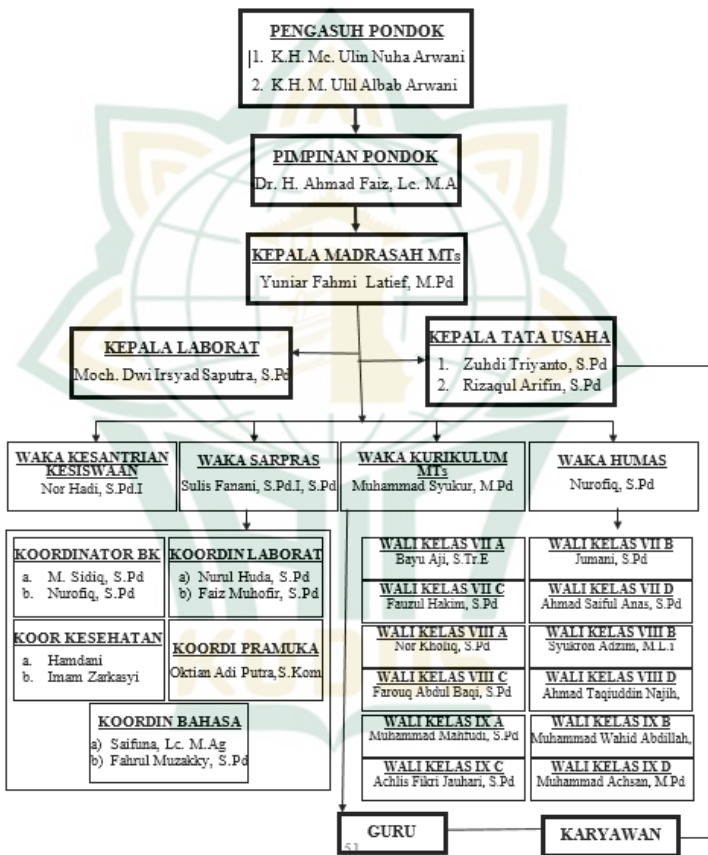 PENGASUH PONDOK
1. K.H. Mc. Ulin Nuha Arwani
2. K.H. M. Ulil Albab Arwani
PIMPINAN PONDOK
Dr. H. Ahmad Faiz, Lc. M.A
KEPALA MADRASAH MTs
Yuniar Fahmi Latief, M.Pd
KEPALA LABORAT
Moch. Dwi Irsyad Saputra, S.Pd
KEPALA TATA USAHA
1. Zuhdi Triyanto, S.Pd
2. Rizaqul Arifin, S.Pd
WAKA KESANTRIAN
KESISWAAN
Nor Hadi, S.Pd.I
WAKA SARPRAS
Sulis Fanani, S.Pd.I, S.Pd
WAKA KURIKULUM
MTs
Muhammad Syukur, M.Pd
WAKA HUMAS
Nurofiq, S.Pd
KOORDINATOR BK
a. M. Sidiq, S.Pd
b. Nurofiq, S.Pd
KOORDIN LABORAT
a) Nurul Huda, S.Pd
b) Faiz Muhofir, S.Pd
KOOR KESEHATAN
a. Hamdani
b. Imam Zarkasyi
KOORDI PRAMUKA
Oktian Adi Putra,S.Kom
KOORDIN BAHASA
a) Saifuna, Lc. M.Ag
b) Fahrul Muzakky, S.Pd
WALI KELAS VII A
Bayu Aji, S.Tr.E
WALI KELAS VII B
Jumani, S.Pd
WALI KELAS VII C
Fauzul Hakim, S.Pd
WALI KELAS VII D
Ahmad Saiful Anas, S.Pd
WALI KELAS VIII A
Nor Kholiq, S.Pd
WALI KELAS VIII B
Syukron Adzim, M.L.i
WALI KELAS VIII C
Farouq Abdul Baqi, S.Pd
WALI KELAS VIII D
Ahmad Taqiuddin Najih,
WALI KELAS IX A
Muhammad Mahfudi, S.Pd
WALI KELAS IX B
Muhammad Wahid Abdillah,
WALI KELAS IX C
Achlis Fikri Jauhari, S.Pd
WALI KELAS IX D
Muhammad Achsan, M.Pd
GURU
51
KARYAWAN
KUDUS